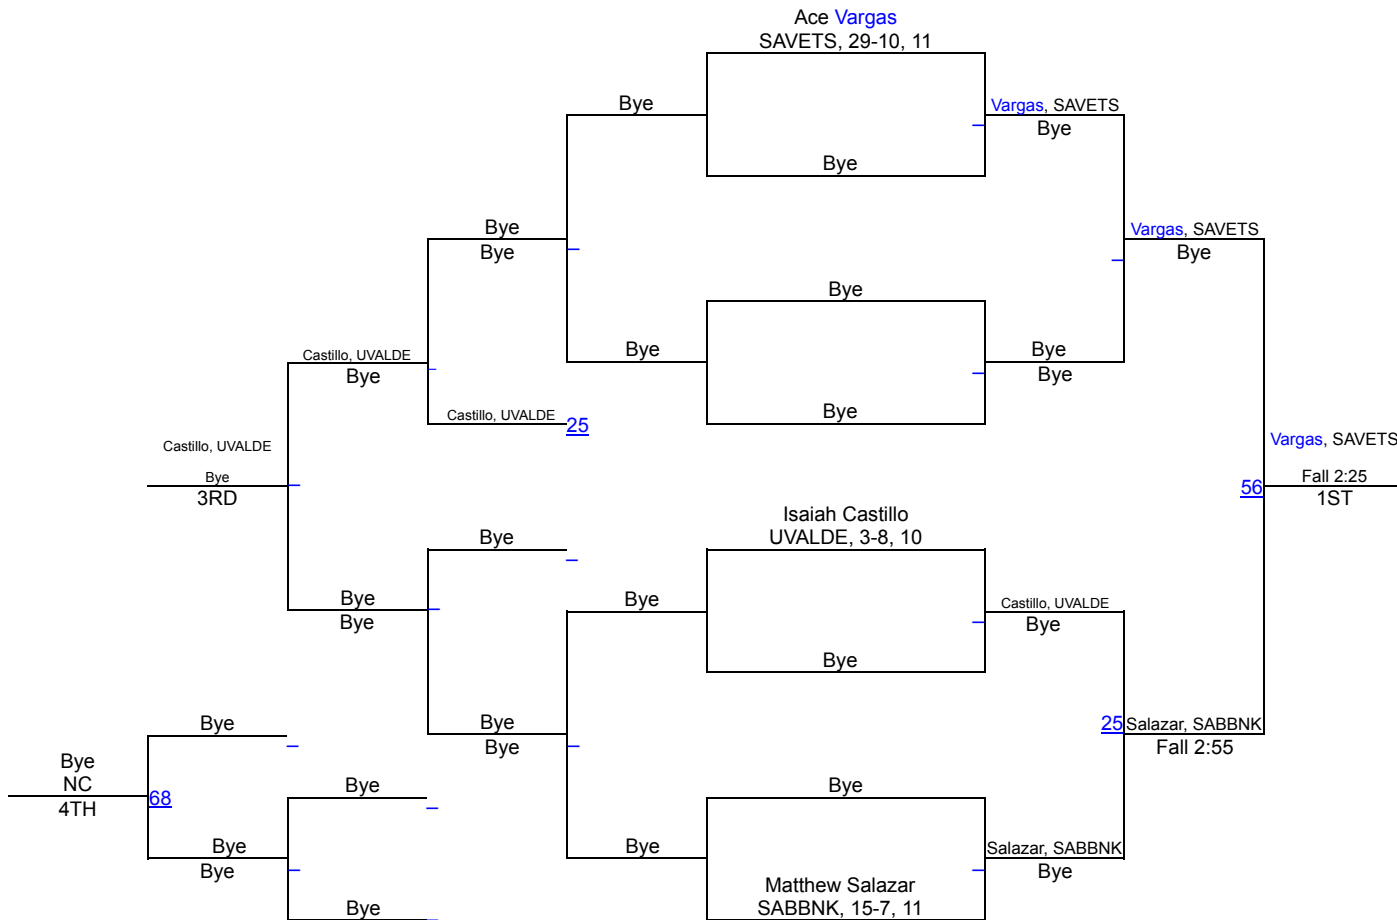 Ace Vargas
SAVETS, 29-10, 11
Bye
Vargas, SAVETS
Bye
Bye
Bye
Bye
Vargas, SAVETS
Bye
Bye
Bye
Castillo, UVALDE
Bye
Bye
Bye
Bye
Castillo, UVALDE 25
Bye
Castillo, UVALDE
Vargas, SAVETS
Bye
3RD
56
Fall 2:25
1ST
Isaiah Castillo
UVALDE, 3-8, 10
Bye
Bye
Bye
Bye
Castillo, UVALDE
Bye
Bye
Bye
Bye
Bye
25 Salazar, SABBNK
Fall 2:55
Bye
NC
4TH
68
Bye
Bye
Bye
Bye
Bye
Salazar, SABBNK
Bye
Matthew Salazar
SABBNK, 15-7, 11
Bye